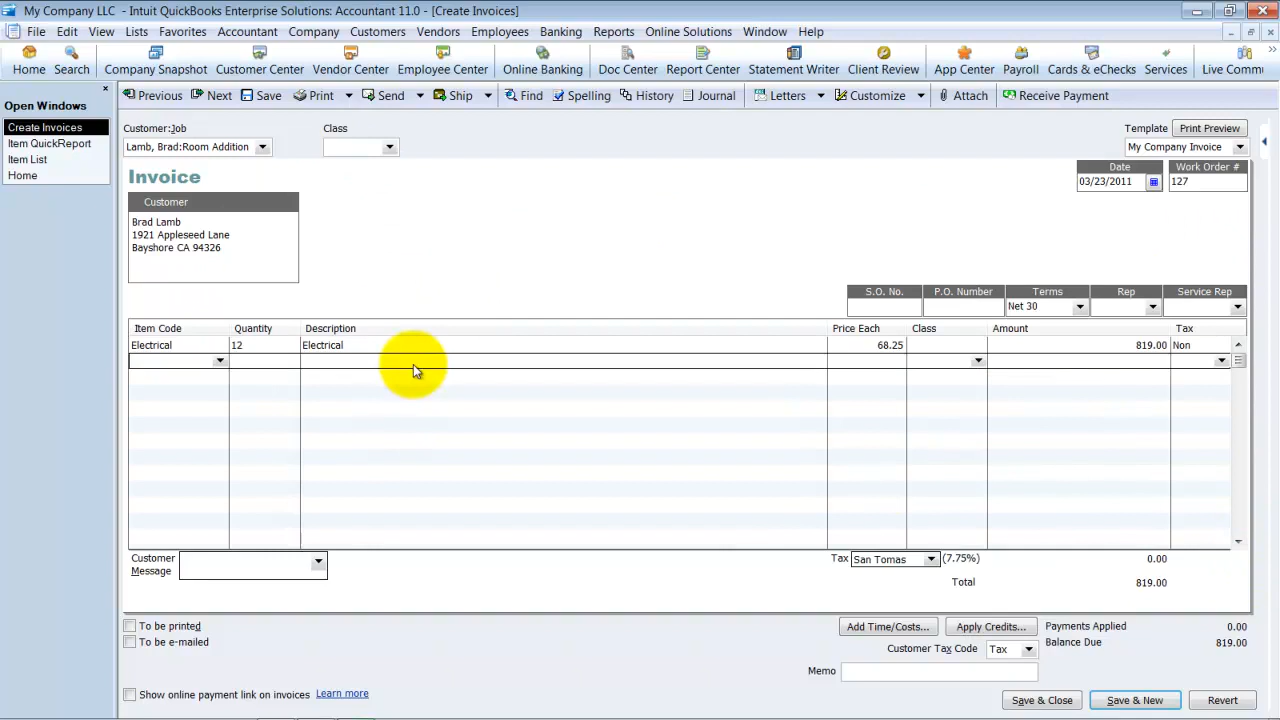 My Company LLC - Intuit QuickBooks Enterprise Solutions: Accountant 11.0 - [Create Invoices]
File Edit View Lists Favorites Accountant Company Customers Vendors Employees Banking Reports Online Solutions Window Help
Home Search Company Snapshot Customer Center Vendor Center Employee Center Online Banking Doc Center Report Center Statement Writer Client Review App Center Payroll Cards & eChecks Services Live Commu
Open Windows
Create Invoices
Item QuickReport
Item List
Home
Previous Next Save Print Send Ship Find Spelling History Journal Letters Customize Attach Receive Payment
Customer:Job Class Template Print Preview
Lamb, Brad:Room Addition My Company Invoice
Invoice
Date Work Order #
03/23/2011 127
Customer
Brad Lamb
1921 Appleseed Lane
Bayshore CA 94326
S.O. No. P.O. Number Terms Rep Service Rep
Net 30
Item Code Quantity Description Price Each Class Amount Tax
Electrical 12 Electrical 68.25 819.00 Non
Customer Message
Tax San Tomas (7.75%) 0.00
Total 819.00
To be printed
To be e-mailed
Add Time/Costs... Apply Credits... Payments Applied 0.00
Customer Tax Code Tax Balance Due 819.00
Memo
Show online payment link on invoices Learn more
Save & Close Save & New Revert